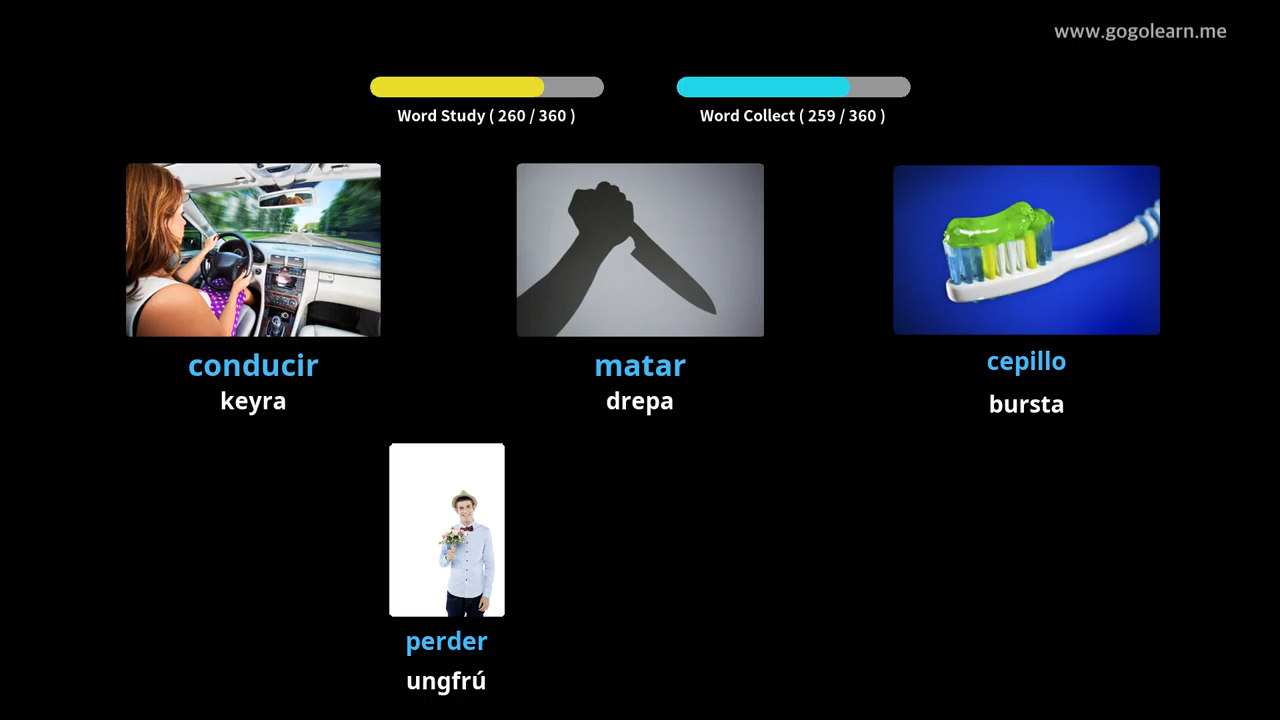 www.gogolearn.me
Word Study ( 260 / 360 )
Word Collect ( 259 / 360 )
conducir
keyra
matar
drepa
cepillo
bursta
perder
ungfrú